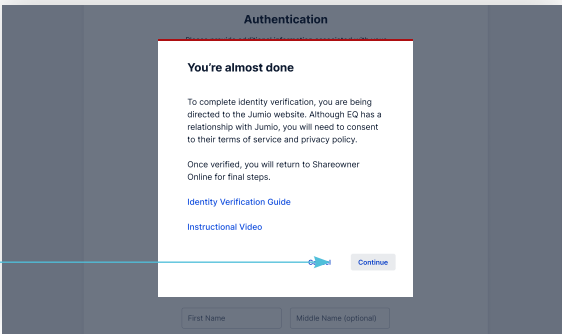 Authentication
You're almost done
To complete identity verification, you are being
directed to the Jumio website. Although EQ has a
relationship with Jumio, you will need to consent
to their terms of service and privacy policy.
Once verified, you will return to Shareowner
Online for final steps.
Identity Verification Guide
Instructional Video
Continue
First Name
Middle Name (optional)